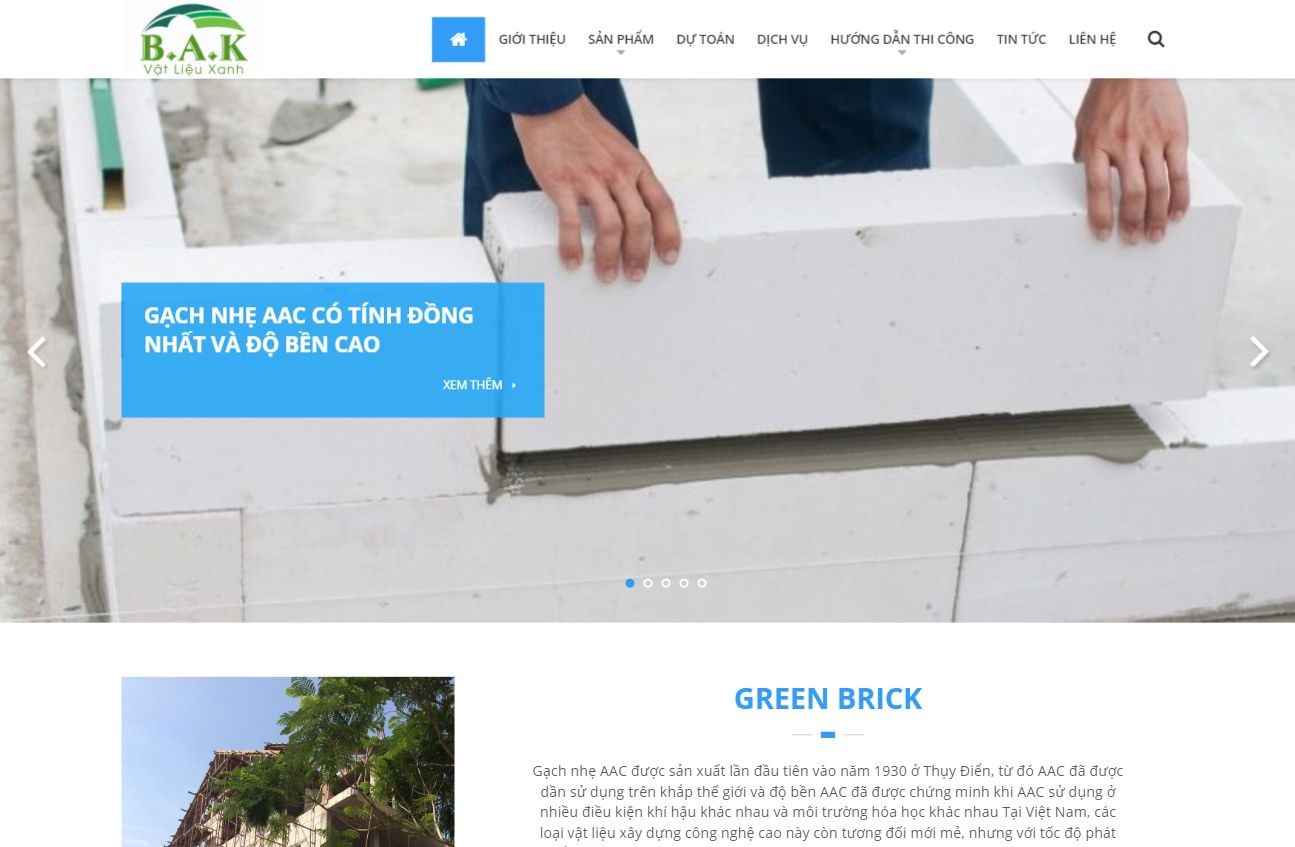 B.A.K
Vật Liệu Xanh
GIỚI THIỆU SẢN PHẨM DỰ TOÁN DỊCH VỤ HƯỚNG DẪN THI CÔNG TIN TỨC LIÊN HỆ
GẠCH NHẸ AAC CÓ TÍNH ĐỒNG
NHẤT VÀ ĐỘ BỀN CAO
XEM THÊM
GREEN BRICK
Gạch nhẹ AAC được sản xuất lần đầu tiên vào năm 1930 ở Thụy Điển, từ đó AAC đã được
dần sử dụng trên khắp thế giới và độ bền AAC đã được chứng minh khi AAC sử dụng ở
nhiều điều kiện khí hậu khác nhau và môi trường hóa học khác nhau Tại Việt Nam, các
loại vật liệu xây dựng công nghệ cao này còn tương đối mới mẻ, nhưng với tốc độ phát